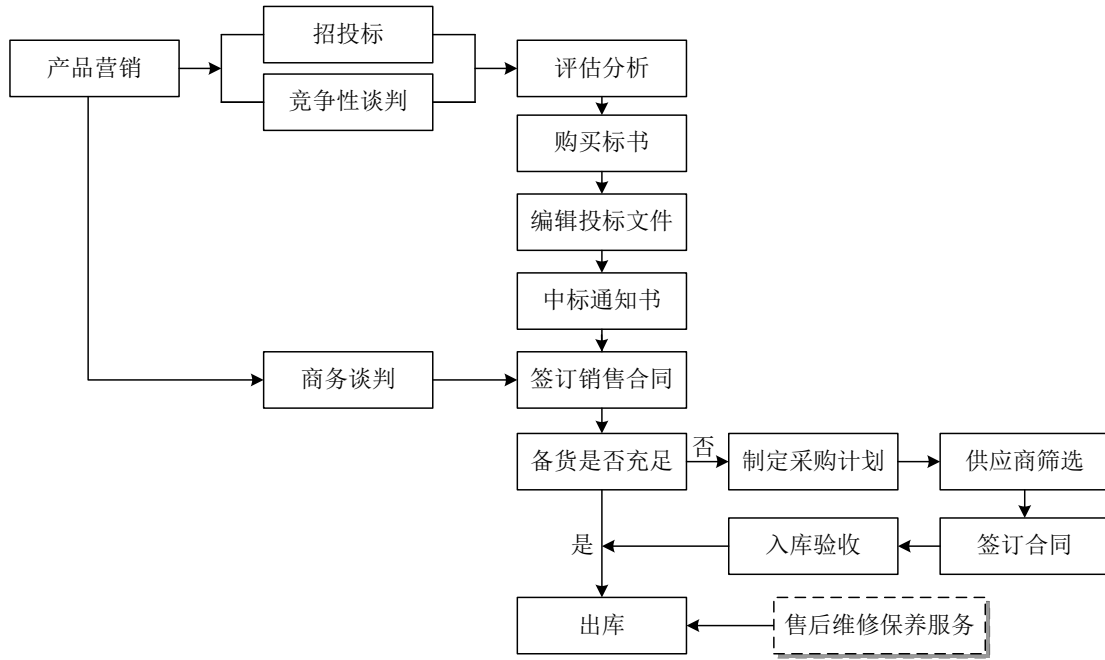 招投标
产品营销
评估分析
竞争性谈判
购买标书
编辑投标文件
中标通知书
商务谈判
签订销售合同
备货是否充足
否
制定采购计划
供应商筛选
是
入库验收
签订合同
出库
售后维修保养服务